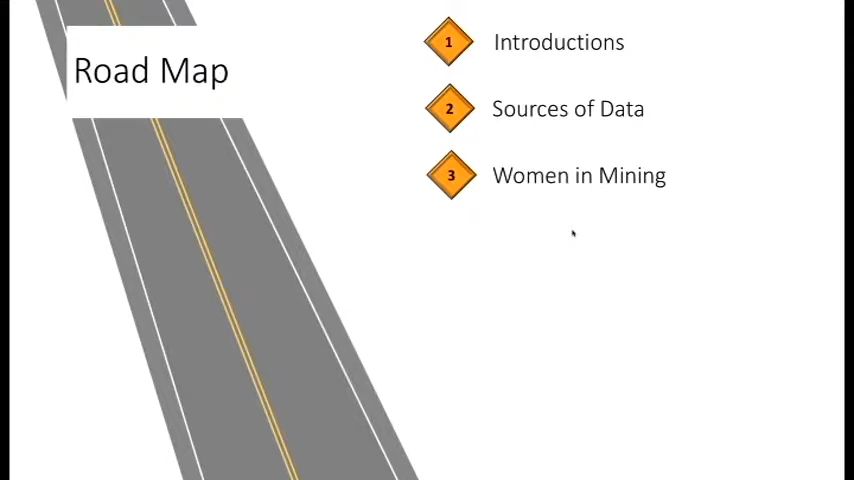 Road Map
1 Introductions
2 Sources of Data
3 Women in Mining